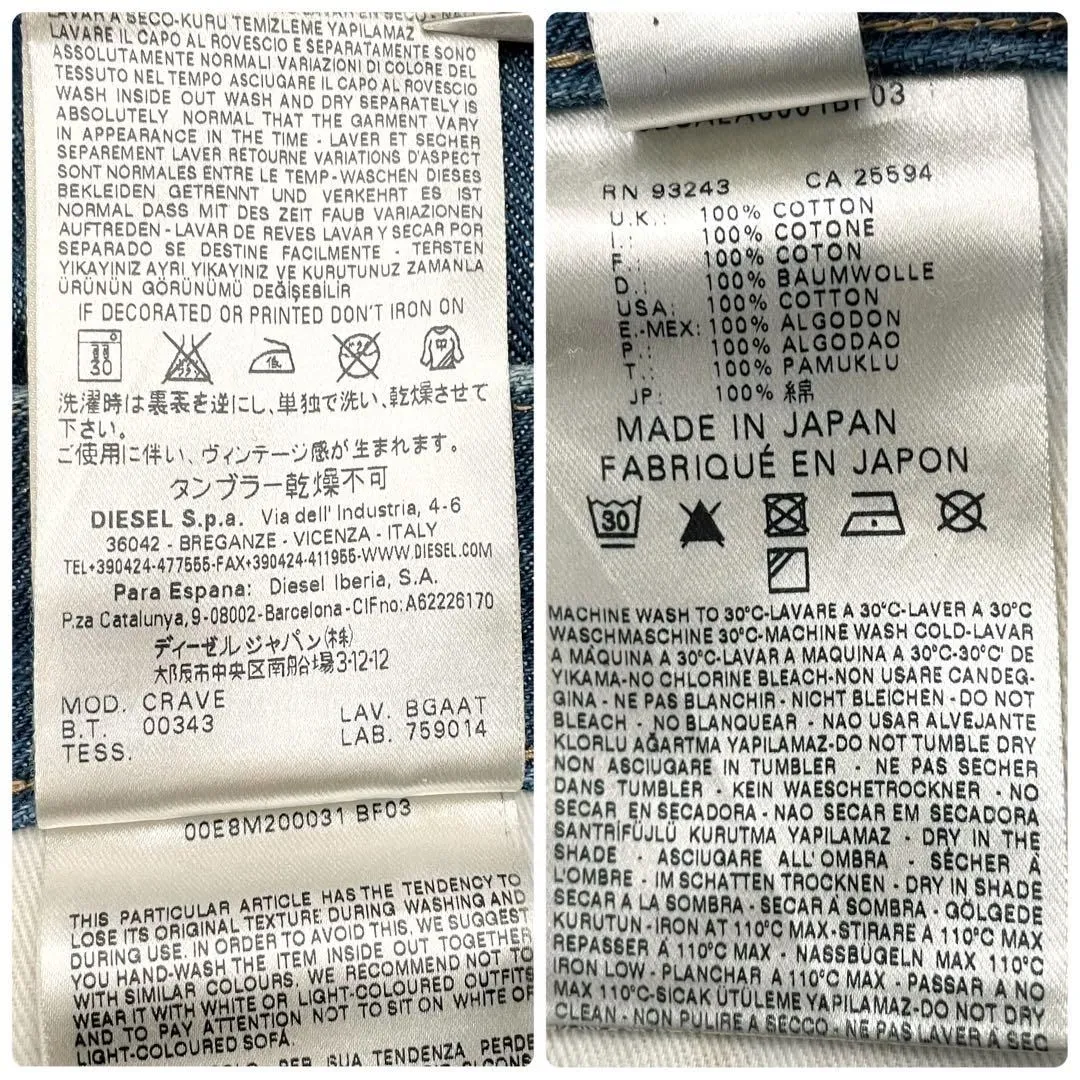 LAVAR A SECO-KURU TEMIZLEME YAPILAMAZ
LAVARE IL CAPO AL ROVESCIO E SEPARATAMENTE SONO
ASSOLUTAMENTE NORMALI VARIAZIONI DI COLORE DEL
TESSUTO NEL TEMPO ASCIUGARE IL CAPO AL ROVESCIO
WASH INSIDE OUT WASH AND DRY SEPARATELY IS
ABSOLUTELY NORMAL THAT THE GARMENT VARY
IN APPEARANCE IN THE TIME - LAVER ET SECHER
SEPAREMENT LAVER RETOURNE VARIATIONS D'ASPECT
SONT NORMALES ENTRE LE TEMP-WASCHEN DIESES
BEKLEIDEN GETRENNT UND VERKEHRT ES IST
NORMAL DASS MIT DES ZEIT FAUB VARIAZIONEN
AUFTREDEN - LAVAR DE REVES LAVAR Y SECAR POR
SEPARADO SE DESTINE FACILMENTE - TERSTEN
YIKAYINIZ AYRI YIKAYINIZ VE KURUTUNUZ ZAMANLA
ÜRÜNÜN GÖRÜNÜMÜ DEĞİŞEBİLİR
IF DECORATED OR PRINTED DON'T IRON ON
30 低 中
洗濯時は裏表を逆にし、単独で洗い、乾燥させて
下さい。
ご使用に伴い、ヴィンテージ感が生まれます。
タンブラー乾燥不可
DIESEL S.p.a. Via dell' Industria, 4-6
36042 - BREGANZE - VICENZA - ITALY
TEL+390424-477555-FAX+390424-411955-WWW.DIESEL.COM
Para Espana: Diesel Iberia, S.A.
P.za Catalunya,9-08002-Barcelona-CIFno:A62226170
ディーゼル ジャパン(株)
大阪市中央区南船場3-12-12
MOD. CRAVE
B.T. 00343
TESS.
LAV. BGAAT
LAB. 759014
00E8M200031 BF03
THIS PARTICULAR ARTICLE HAS THE TENDENCY TO
LOSE ITS ORIGINAL TEXTURE DURING WASHING AND
DURING USE. IN ORDER TO AVOID THIS, WE SUGGEST
YOU HAND-WASH THE ITEM INSIDE OUT TOGETHER
WITH SIMILAR COLOURS. WE RECOMMEND NOT TO
WEAR IT WITH WHITE OR LIGHT-COLOURED OUTFITS
AND TO PAY ATTENTION NOT TO SIT ON WHITE OR
LIGHT-COLOURED SOFA.
PER SUA TENDENZA PERDE
BF03
RN 93243 CA 25594
U.K.: 100% COTTON
I.: 100% COTONE
F.: 100% COTON
D.: 100% BAUMWOLLE
USA: 100% COTTON
E.-MEX: 100% ALGODON
P.: 100% ALGODAO
T.: 100% PAMUKLU
JP: 100% 綿
MADE IN JAPAN
FABRIQUÉ EN JAPON
30
MACHINE WASH TO 30°C-LAVARE A 30°C-LAVER A 30°C
WASCHMASCHINE 30°C-MACHINE WASH COLD-LAVAR
A MAQUINA A 30°C-LAVAR A MAQUINA A 30°C-30°C' DE
YIKAMA-NO CHLORINE BLEACH-NON USARE CANDEG-
GINA - NE PAS BLANCHIR - NICHT BLEICHEN - DO NOT
BLEACH - NO BLANQUEAR - NAO USAR ALVEJANTE
KLORLU AĞARTMA YAPILAMAZ-DO NOT TUMBLE DRY
NON ASCIUGARE IN TUMBLER - NE PAS SECHER
DANS TUMBLER - KEIN WAESCHETROCKNER - NO
SECAR EN SECADORA - NAO SECAR EM SECADORA
SANTRİFÜJLÜ KURUTMA YAPILAMAZ - DRY IN THE
SHADE - ASCIUGARE ALL'OMBRA - SÉCHER À
L'OMBRE - IM SCHATTEN TROCKNEN - DRY IN SHADE
SECAR A LA SOMBRA - SECAR À SOMBRA - GÖLGEDE
KURUTUN - IRON AT 110°C MAX - STIRARE A 110°C MAX
REPASSER À 110°C MAX - NASSBÜGELN MAX 110°C
IRON LOW - PLANCHAR A 110°C MAX - PASSAR A NO
MAX 110°C-SICAK ÜTÜLEME YAPILAMAZ-DO NOT DRY
CLEAN - NON PULIRE A SECCO - NE PAS LAVER A SEC